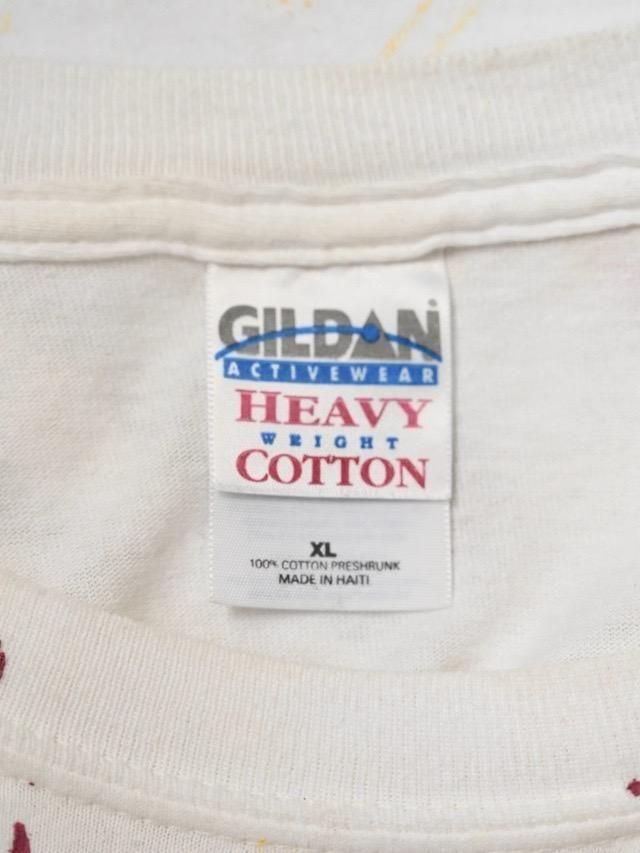 GILDAN
ACTIVEWEAR
HEAVY
WEIGHT
COTTON
XL
100% COTTON PRESHRUNK
MADE IN HAITI